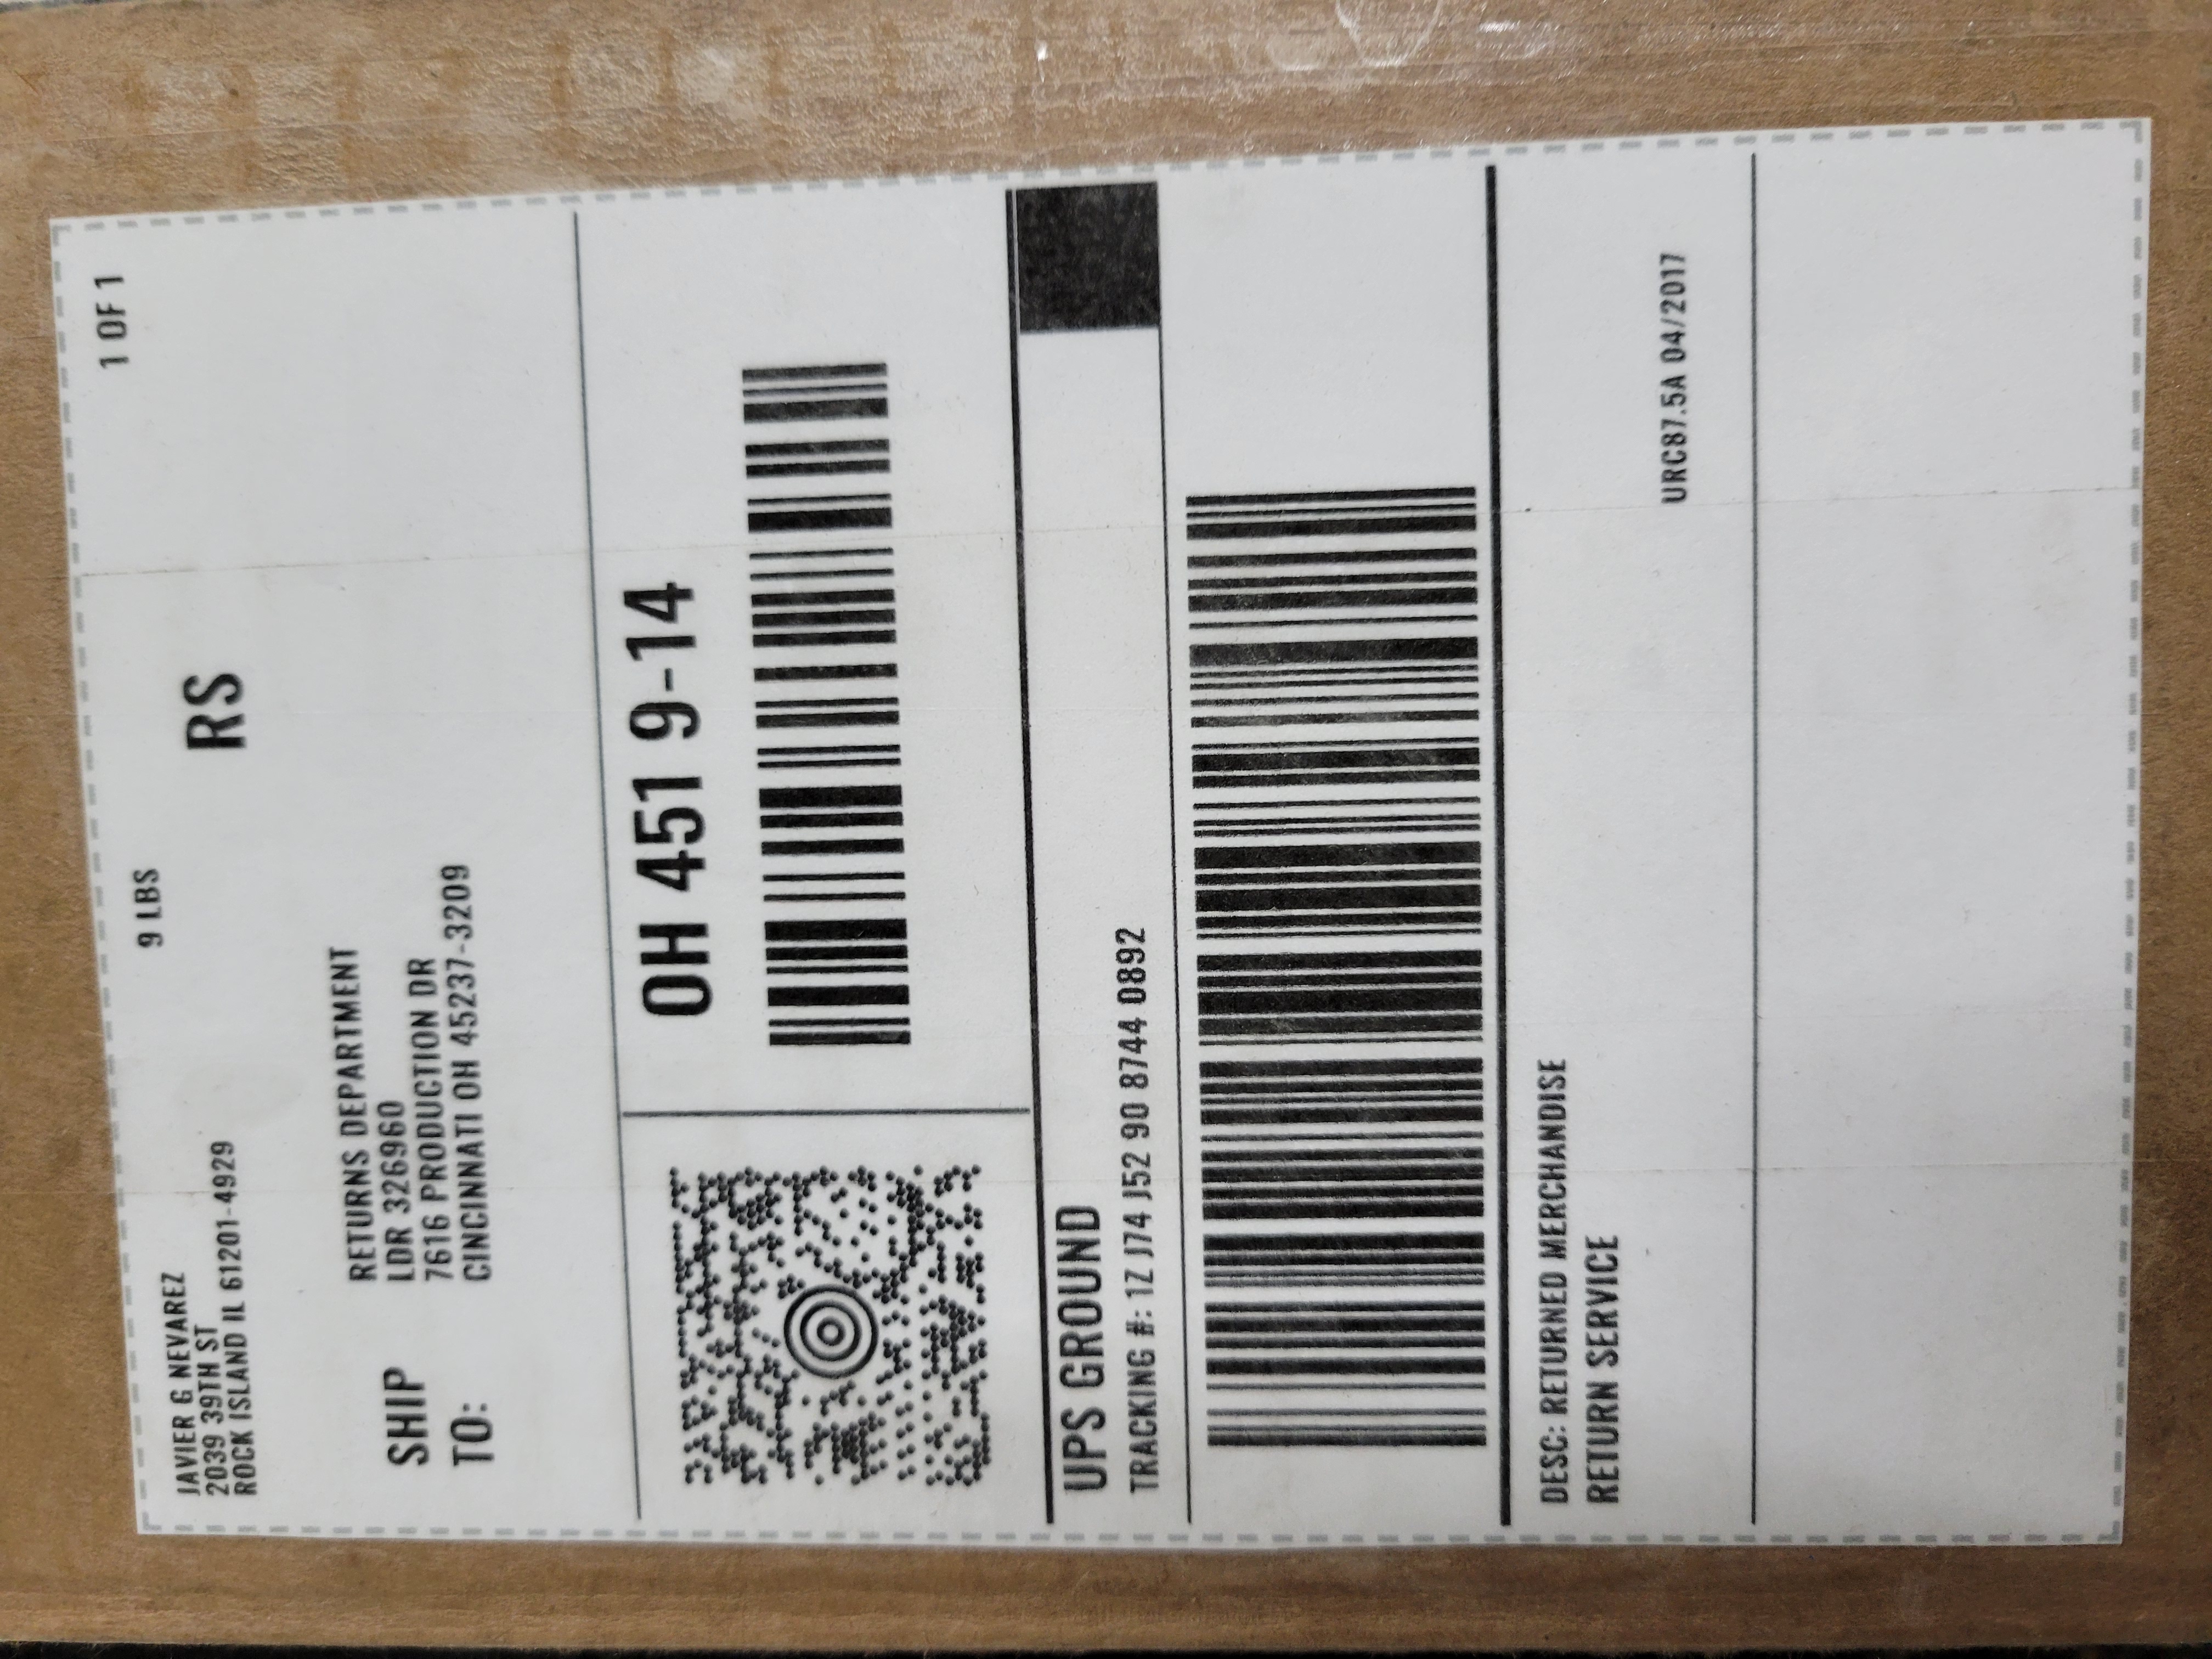 JAVIER G NEVAREZ
2039 39TH ST
ROCK ISLAND IL 61201-4929
9 LBS
1 OF 1
RS
SHIP
TO:
RETURNS DEPARTMENT
LDR 326960
7616 PRODUCTION DR
CINCINNATI OH 45237-3209
OH 451 9-14
UPS GROUND
TRACKING #: 1Z J74 J52 90 8744 0892
DESC: RETURNED MERCHANDISE
RETURN SERVICE
URC87.5A 04/2017